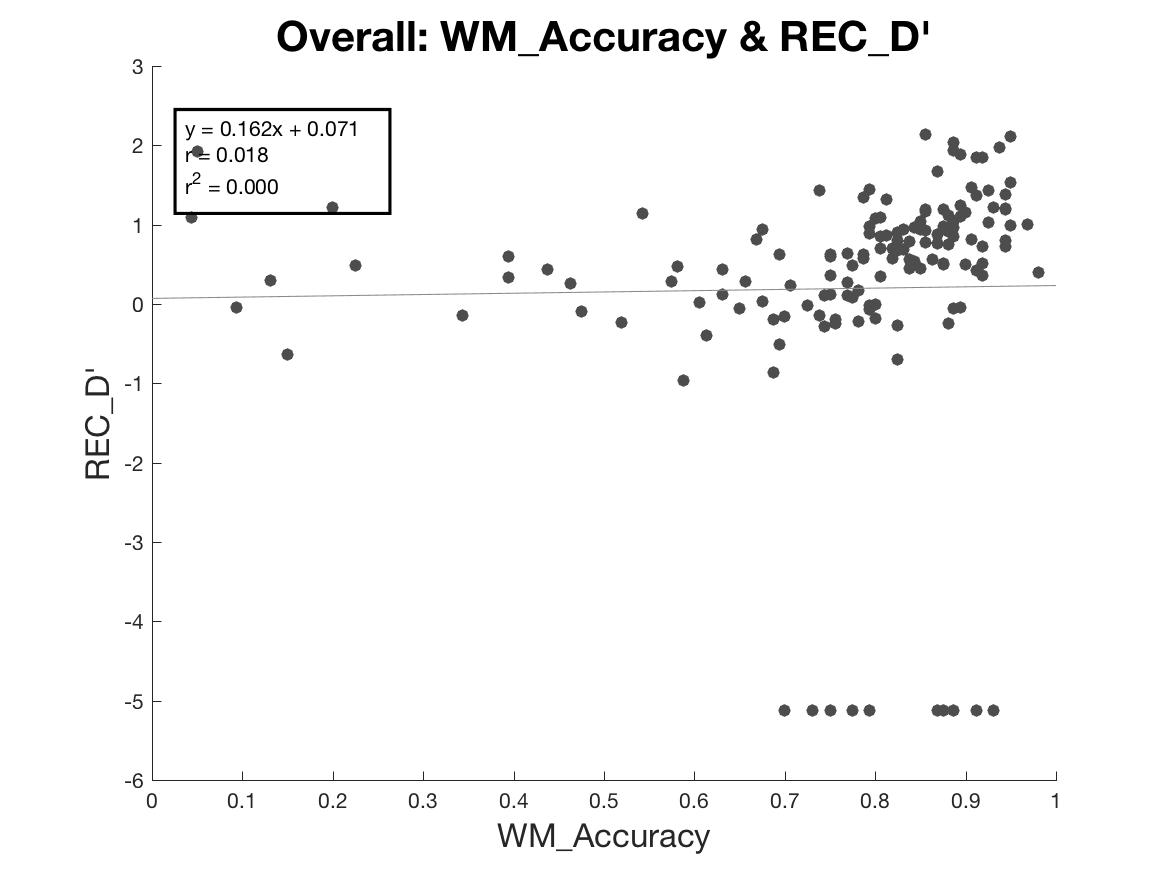 Overall: WM_Accuracy & REC_D'
3
y = 0.162x + 0.071
2
r = 0.018
r2 = 0.000
1
0
-1
REC_D'
-2
-3
-4
-5
-6
0 0.1 0.2 0.3 0.4 0.5 0.6 0.7 0.8 0.9 1
WM_Accuracy